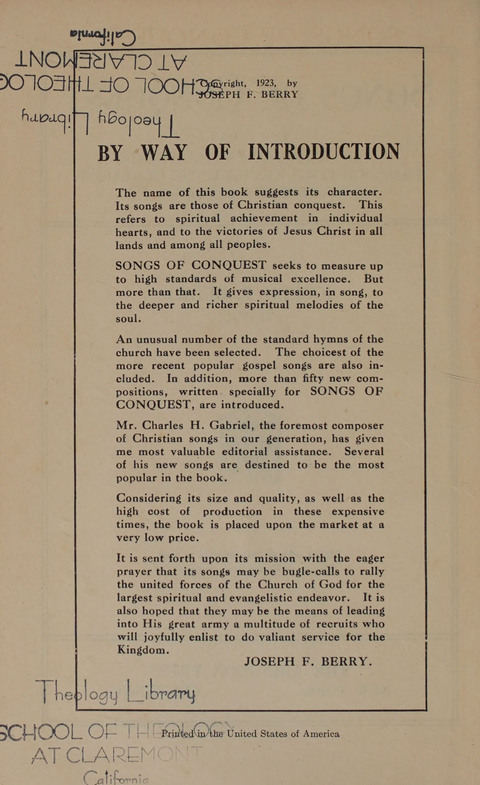 California
AT CLAREMONT
SCHOOL OF THEOLOGY
Theology Library
Copyright, 1923, by
JOSEPH F. BERRY
BY WAY OF INTRODUCTION
The name of this book suggests its character.
Its songs are those of Christian conquest. This
refers to spiritual achievement in individual
hearts, and to the victories of Jesus Christ in all
lands and among all peoples.
SONGS OF CONQUEST seeks to measure up
to high standards of musical excellence. But
more than that. It gives expression, in song, to
the deeper and richer spiritual melodies of the
soul.
An unusual number of the standard hymns of the
church have been selected. The choicest of the
more recent popular gospel songs are also in-
cluded. In addition, more than fifty new com-
positions, written specially for SONGS OF
CONQUEST, are introduced.
Mr. Charles H. Gabriel, the foremost composer
of Christian songs in our generation, has given
me most valuable editorial assistance. Several
of his new songs are destined to be the most
popular in the book.
Considering its size and quality, as well as the
high cost of production in these expensive
times, the book is placed upon the market at a
very low price.
It is sent forth upon its mission with the eager
prayer that its songs may be bugle-calls to rally
the united forces of the Church of God for the
largest spiritual and evangelistic endeavor. It is
also hoped that they may be the means of leading
into His great army a multitude of recruits who
will joyfully enlist to do valiant service for the
Kingdom.
JOSEPH F. BERRY.
Theology Library
SCHOOL OF THEOLOGY
Printed in the United States of America
AT CLAREMONT
California